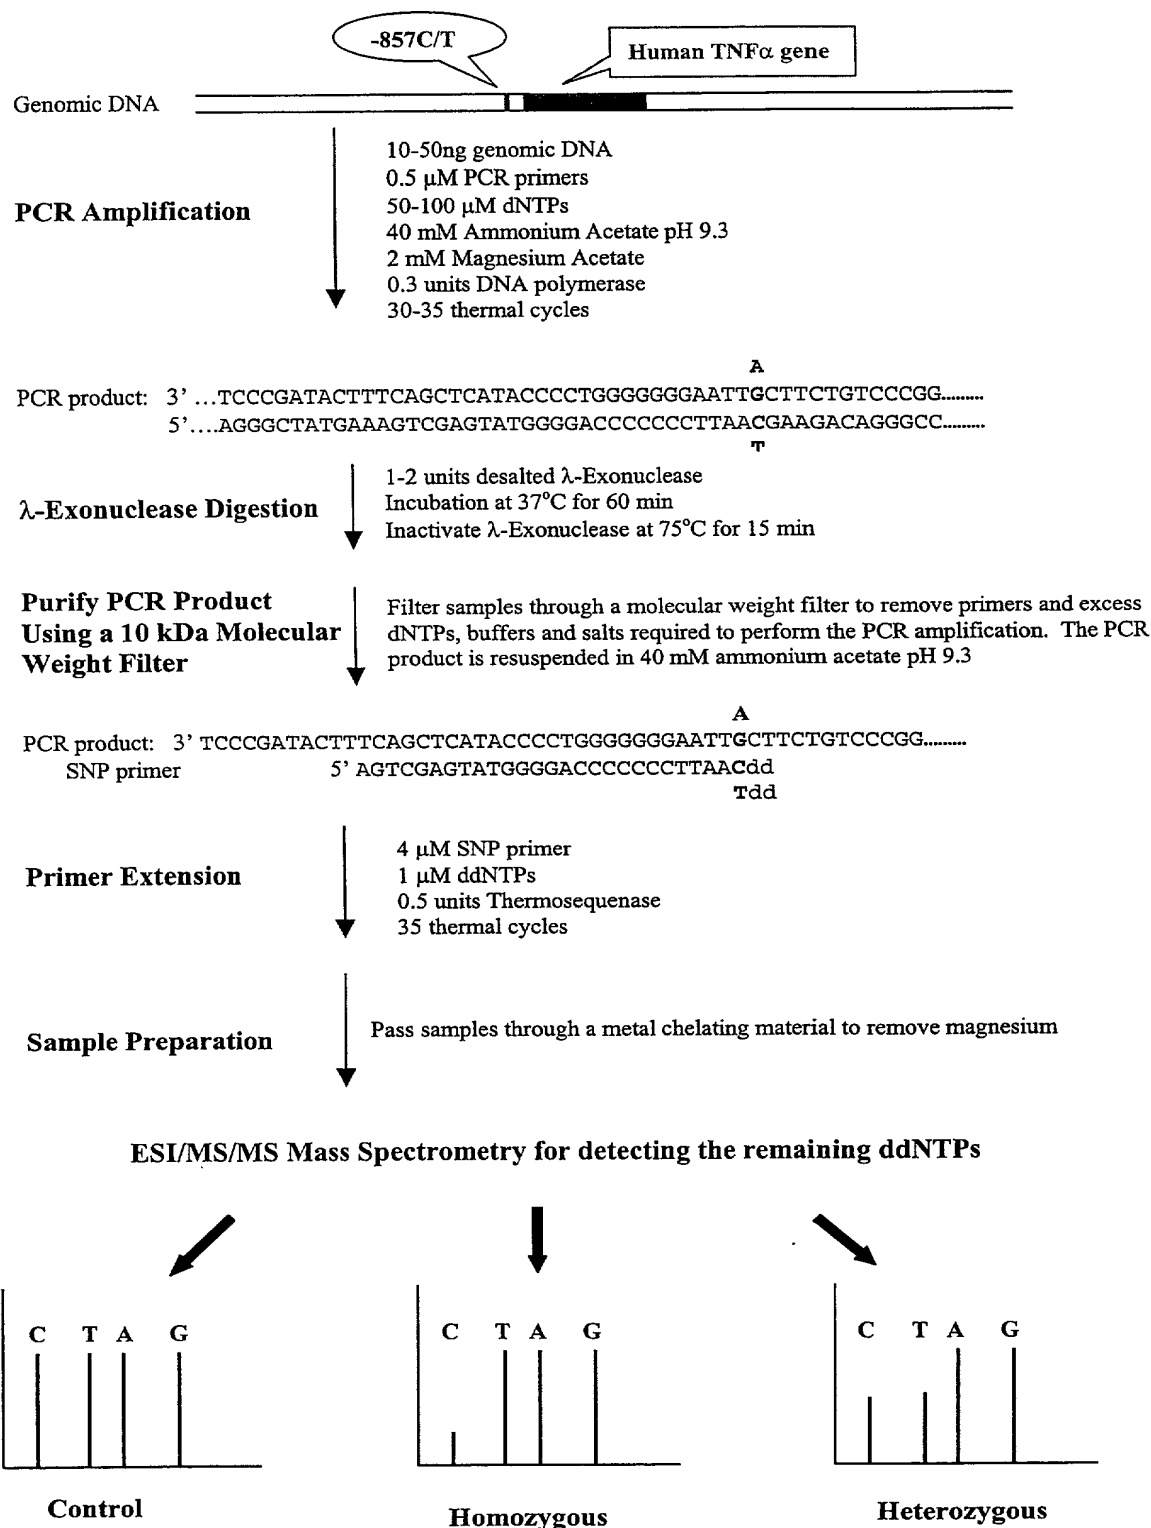 -857C/T
Human TNFα gene
Genomic DNA
PCR Amplification
10-50ng genomic DNA
0.5 μM PCR primers
50-100 μM dNTPs
40 mM Ammonium Acetate pH 9.3
2 mM Magnesium Acetate
0.3 units DNA polymerase
30-35 thermal cycles
A
PCR product: 3' ...TCCCGATACTTTCAGCTCATACCCCTGGGGGGGAATTGCTTCTGTCCCGG.........
5'....AGGGCTATGAAAGTCGAGTATGGGGACCCCCCCTTAACGAAGACAGGGCC.........
T
λ-Exonuclease Digestion
1-2 units desalted λ-Exonuclease
Incubation at 37°C for 60 min
Inactivate λ-Exonuclease at 75°C for 15 min
Purify PCR Product
Using a 10 kDa Molecular
Weight Filter
Filter samples through a molecular weight filter to remove primers and excess
dNTPs, buffers and salts required to perform the PCR amplification. The PCR
product is resuspended in 40 mM ammonium acetate pH 9.3
A
PCR product: 3' TCCCGATACTTTCAGCTCATACCCCTGGGGGGGAATTGCTTCTGTCCCGG.........
SNP primer 5' AGTCGAGTATGGGGACCCCCCCTTAACdd
Tdd
Primer Extension
4 μM SNP primer
1 μM ddNTPs
0.5 units Thermosequenase
35 thermal cycles
Sample Preparation
Pass samples through a metal chelating material to remove magnesium
ESI/MS/MS Mass Spectrometry for detecting the remaining ddNTPs
C T A G
C T A G
C T A G
Control
Homozygous
Heterozygous